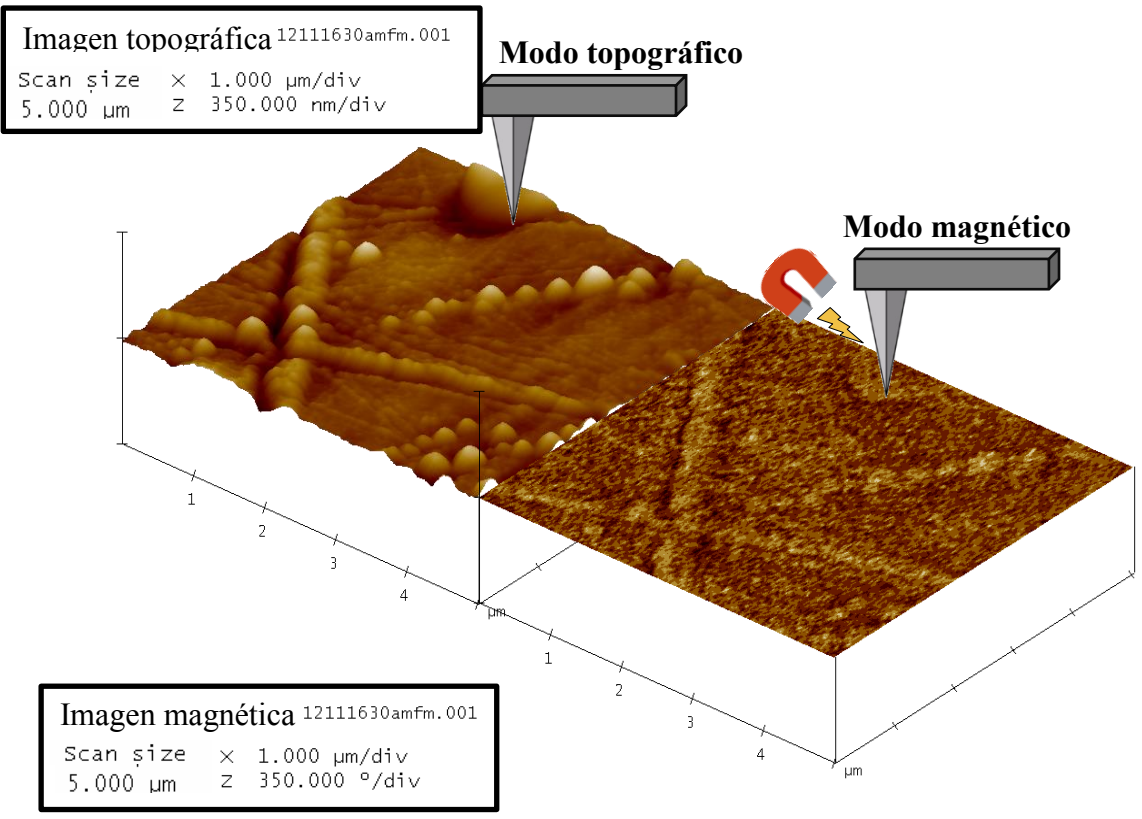 Imagen topográfica 12111630amfm.001
Scan size X 1.000 µm/div
5.000 µm Z 350.000 nm/div
Modo topográfico
Modo magnético
1
2
3
4
µm
1
2
3
4
µm
Imagen magnética 12111630amfm.001
Scan size X 1.000 µm/div
5.000 µm Z 350.000 º/div